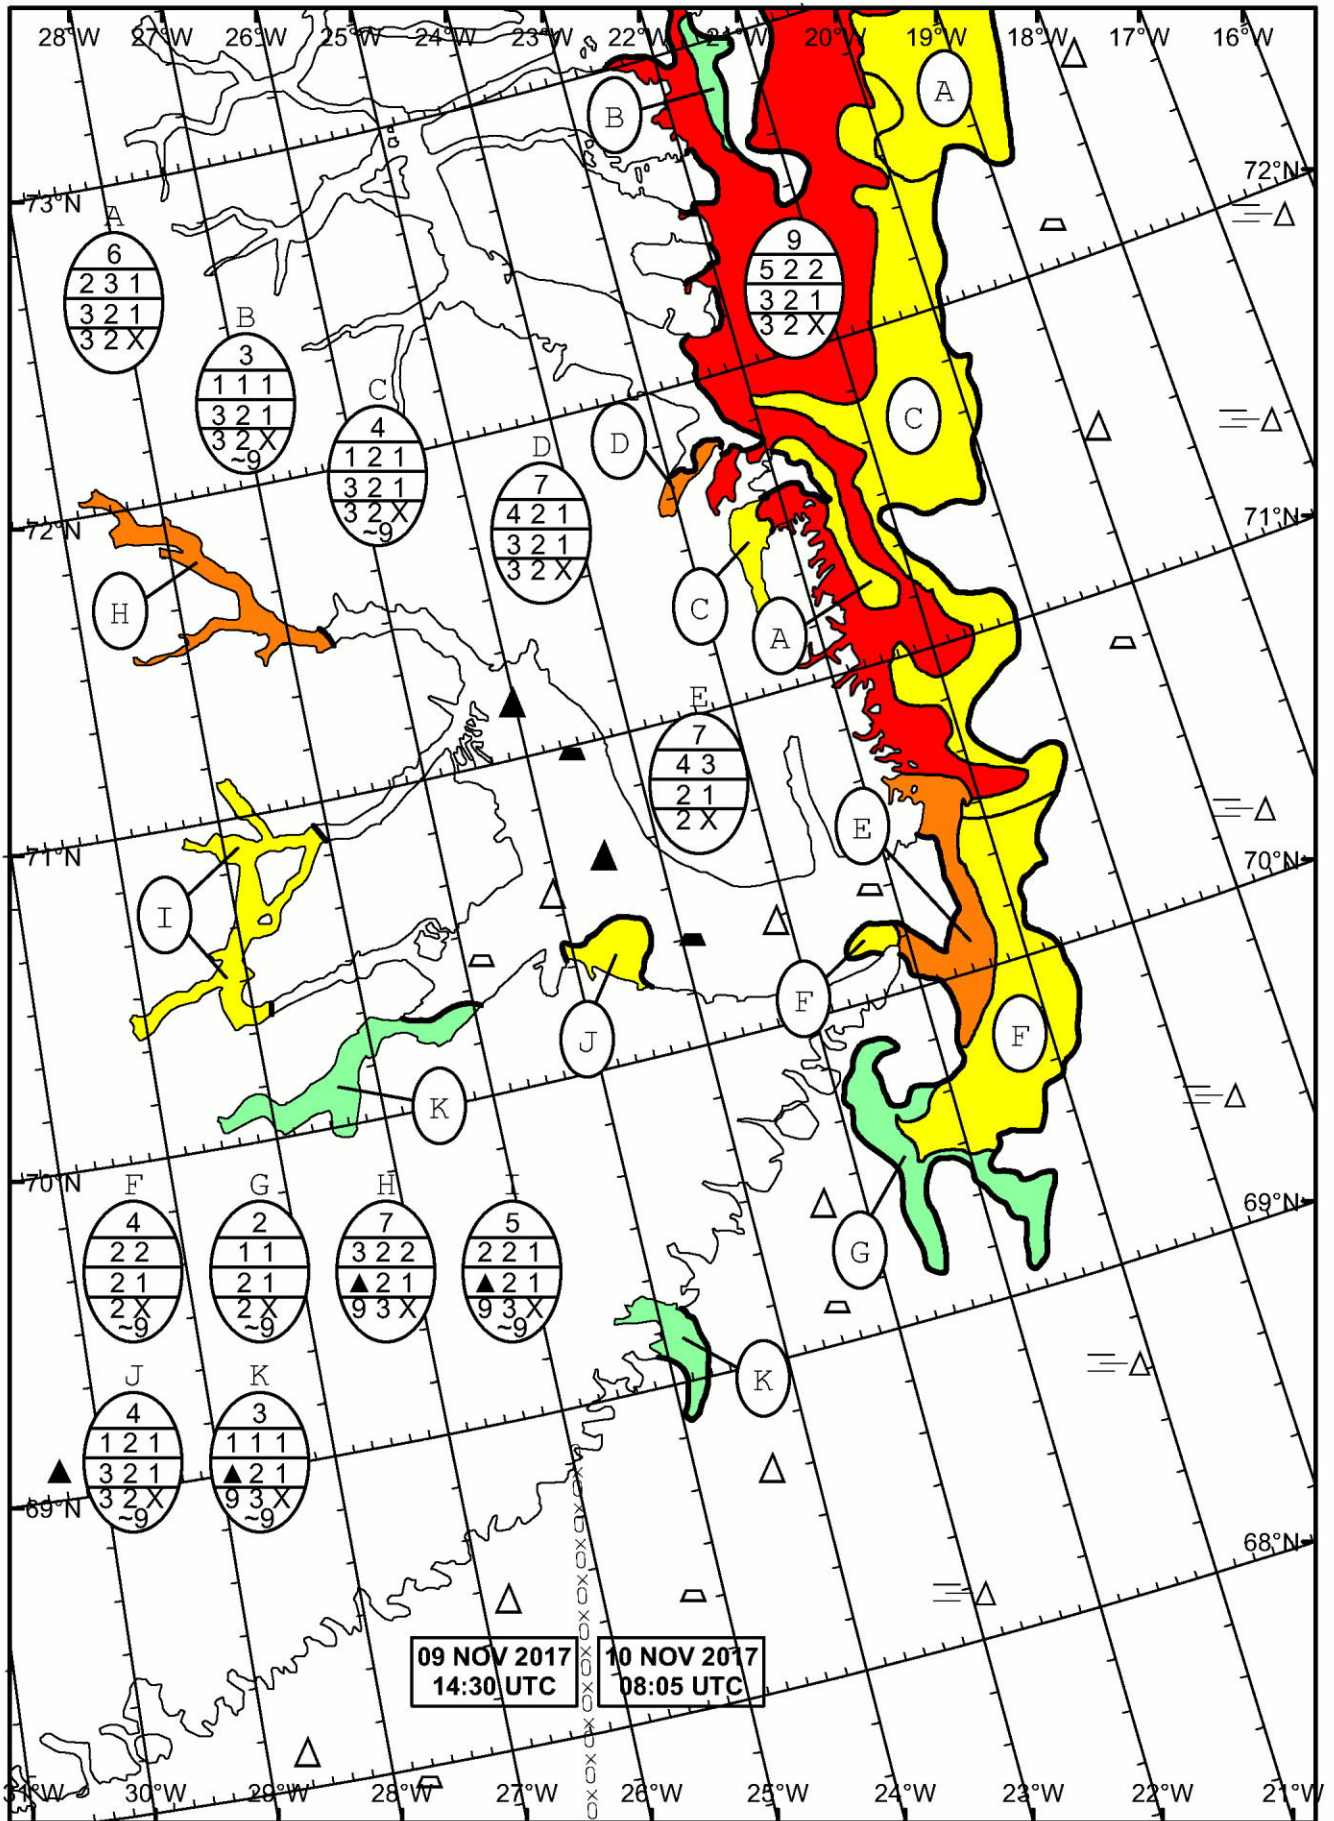 28°W 27°W 26°W 25°W 24°W 23°W 22°W 21°W 20°W 19°W 18°W 17°W 16°W
A
B
72°N
73°N
A
6
2 3 1
3 2 1
3 2 X
9
5 2 2
3 2 1
3 2 X
B
3
1 1 1
3 2 1
3 2 X
~9
C
4
1 2 1
3 2 1
3 2 X
~9
C
D
D
7
4 2 1
3 2 1
3 2 X
72°N
71°N
H
C
A
E
7
4 3
2 1
2 X
E
71°N
70°N
I
F
J
F
K
70°N
69°N
F
4
2 2
2 1
2 X
~9
G
2
1 1
2 1
2 X
~9
H
7
3 2 2
▲ 2 1
9 3 X
I
5
2 2 1
▲ 2 1
9 3 X
~9
G
K
J
4
1 2 1
3 2 1
3 2 X
~9
K
3
1 1 1
▲ 2 1
9 3 X
~9
69°N
68°N
09 NOV 2017
14:30 UTC
10 NOV 2017
08:05 UTC
31°W 30°W 29°W 28°W 27°W 26°W 25°W 24°W 23°W 22°W 21°W